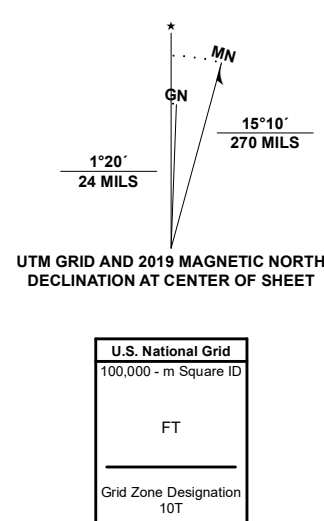 ★
MN
GN
15°10´
270 MILS
1°20´
24 MILS
UTM GRID AND 2019 MAGNETIC NORTH
DECLINATION AT CENTER OF SHEET
U.S. National Grid
100,000 - m Square ID
FT
Grid Zone Designation
10T